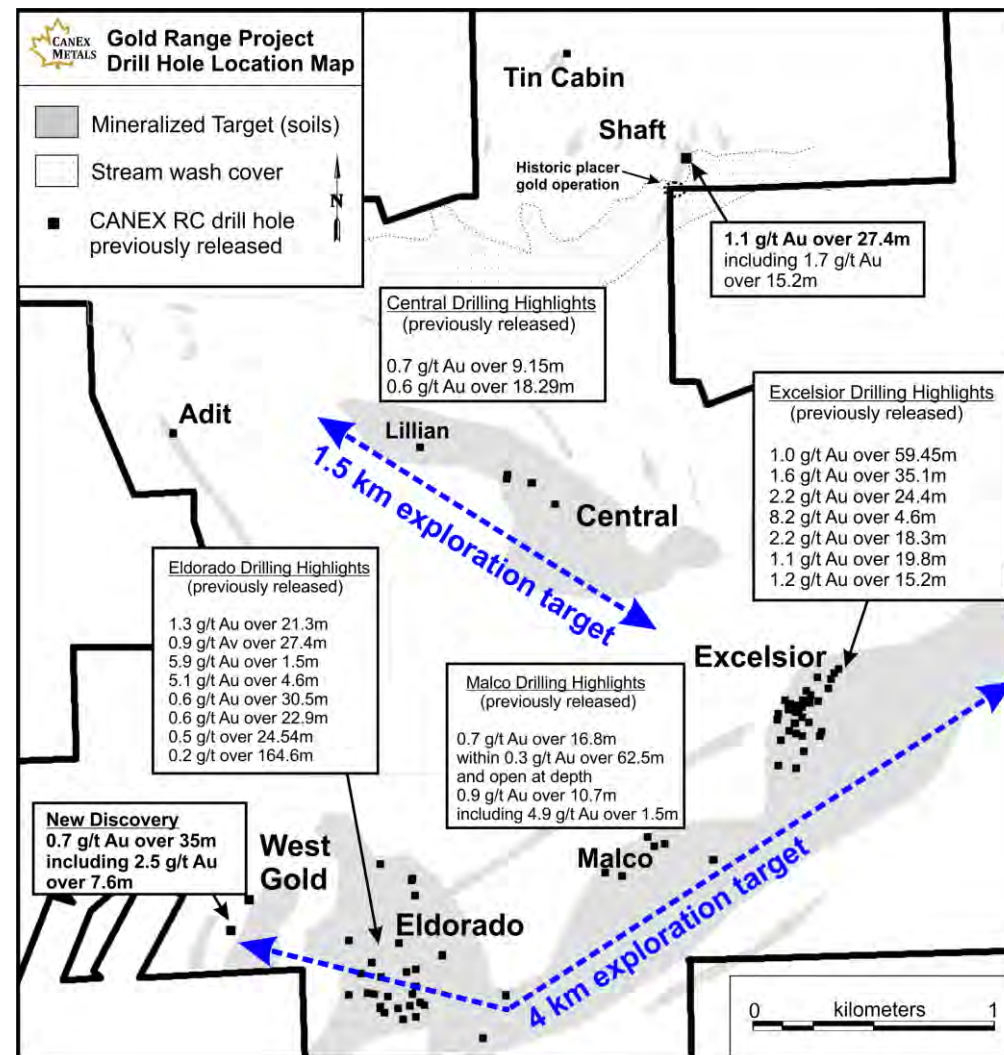 CANEX
METALS
Gold Range Project
Drill Hole Location Map
Mineralized Target (soils)
Stream wash cover
CANEX RC drill hole
previously released
N
Tin Cabin
Shaft
Historic placer
gold operation
1.1 g/t Au over 27.4m
including 1.7 g/t Au
over 15.2m
Central Drilling Highlights
(previously released)
0.7 g/t Au over 9.15m
0.6 g/t Au over 18.29m
Adit
Lillian
Central
1.5 km exploration target
Excelsior Drilling Highlights
(previously released)
1.0 g/t Au over 59.45m
1.6 g/t Au over 35.1m
2.2 g/t Au over 24.4m
8.2 g/t Au over 4.6m
2.2 g/t Au over 18.3m
1.1 g/t Au over 19.8m
1.2 g/t Au over 15.2m
Excelsior
Eldorado Drilling Highlights
(previously released)
1.3 g/t Au over 21.3m
0.9 g/t Av over 27.4m
5.9 g/t Au over 1.5m
5.1 g/t Au over 4.6m
0.6 g/t Au over 30.5m
0.6 g/t Au over 22.9m
0.5 g/t over 24.54m
0.2 g/t over 164.6m
Malco Drilling Highlights
(previously released)
0.7 g/t Au over 16.8m
within 0.3 g/t Au over 62.5m
and open at depth
0.9 g/t Au over 10.7m
including 4.9 g/t Au over 1.5m
Malco
New Discovery
0.7 g/t Au over 35m
including 2.5 g/t Au
over 7.6m
West
Gold
Eldorado
4 km exploration target
0 kilometers 1